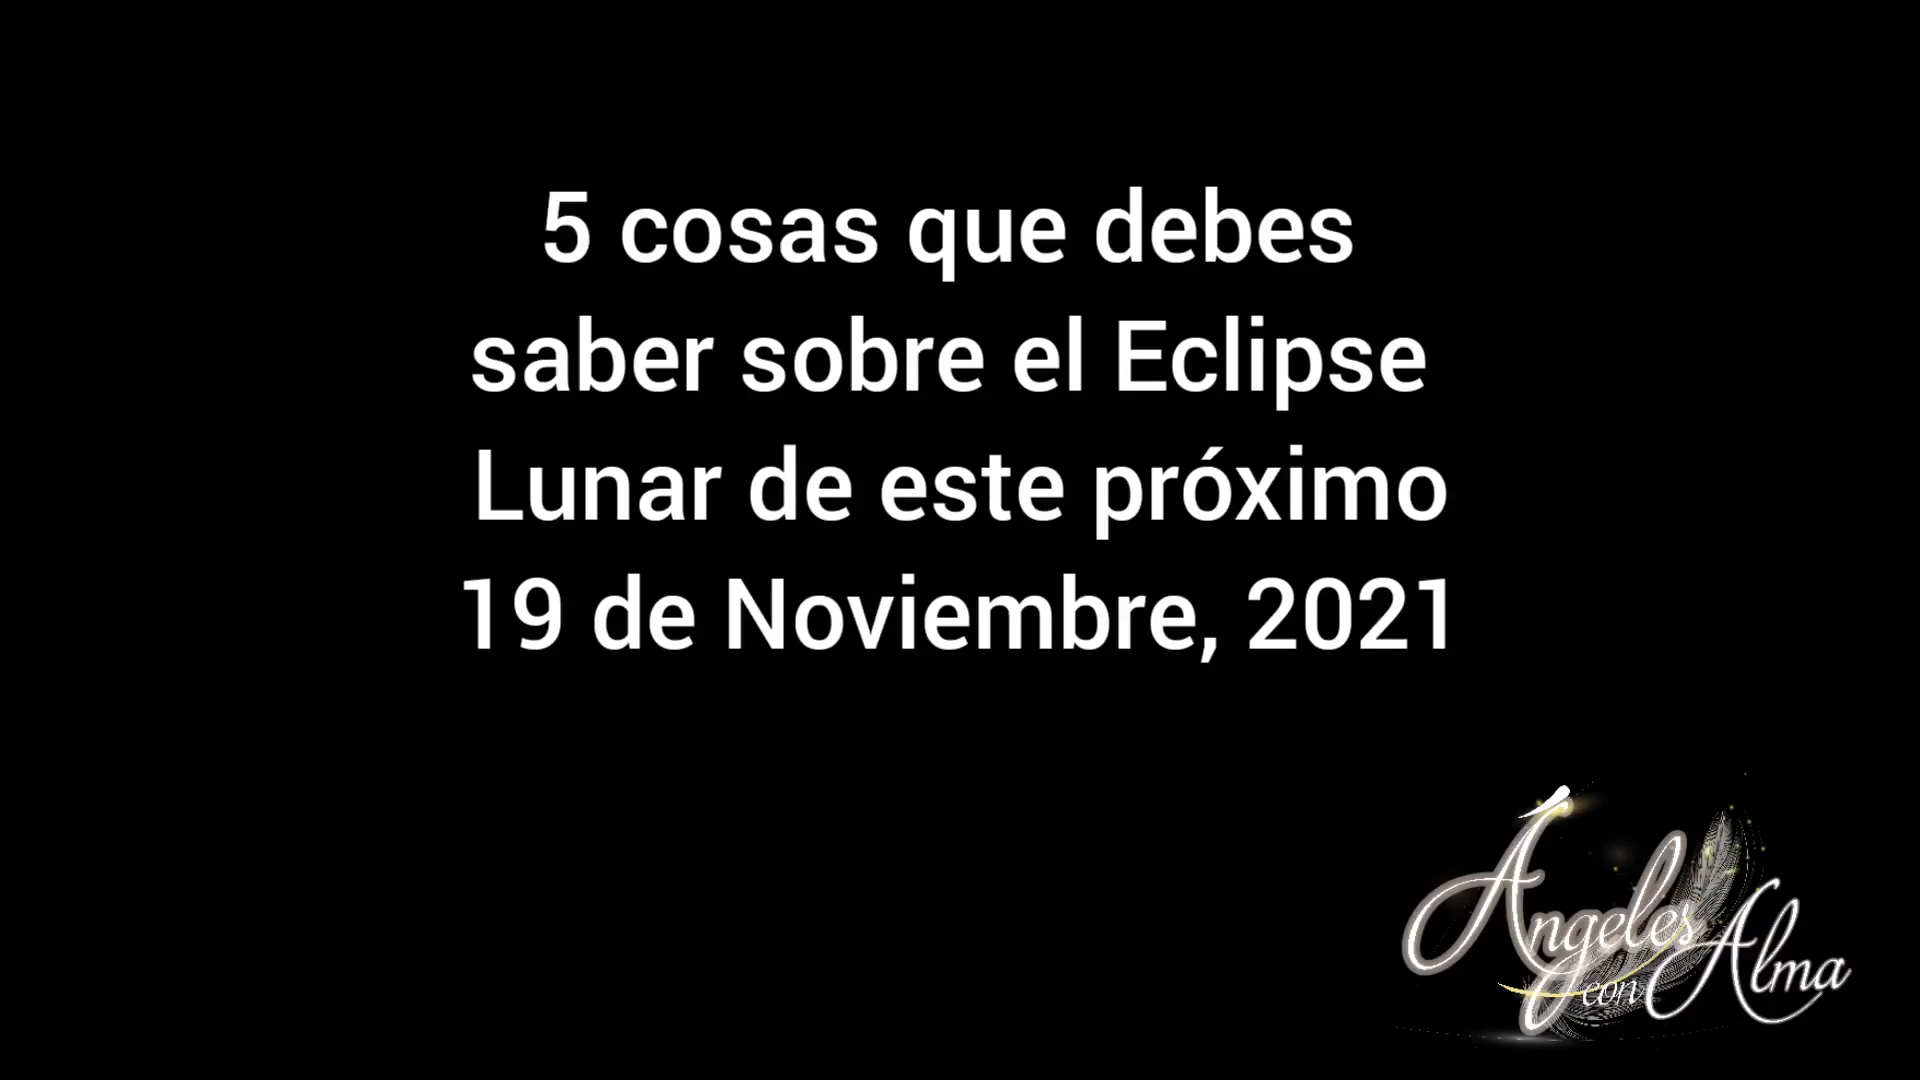 5 cosas que debes
saber sobre el Eclipse
Lunar de este próximo
19 de Noviembre, 2021
Ángeles
con Alma